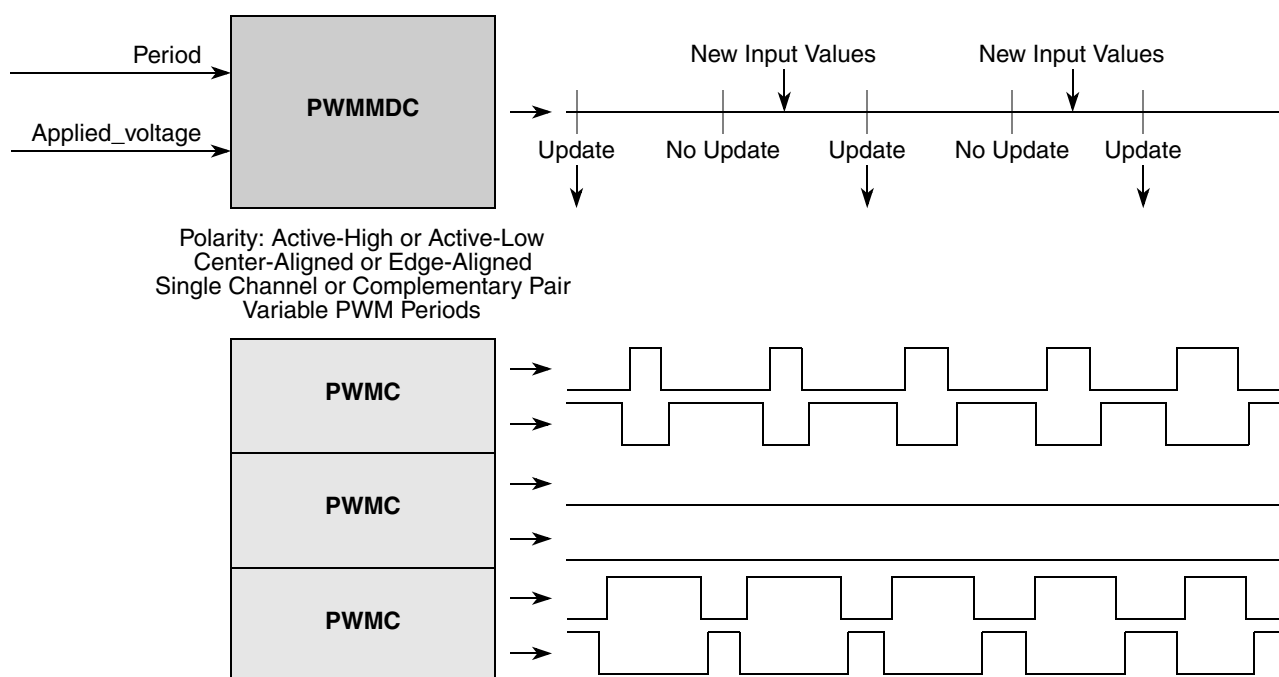 Period
Applied_voltage
PWMMDC
New Input Values
New Input Values
Update
No Update
Update
No Update
Update
Polarity: Active-High or Active-Low
Center-Aligned or Edge-Aligned
Single Channel or Complementary Pair
Variable PWM Periods
PWMC
PWMC
PWMC